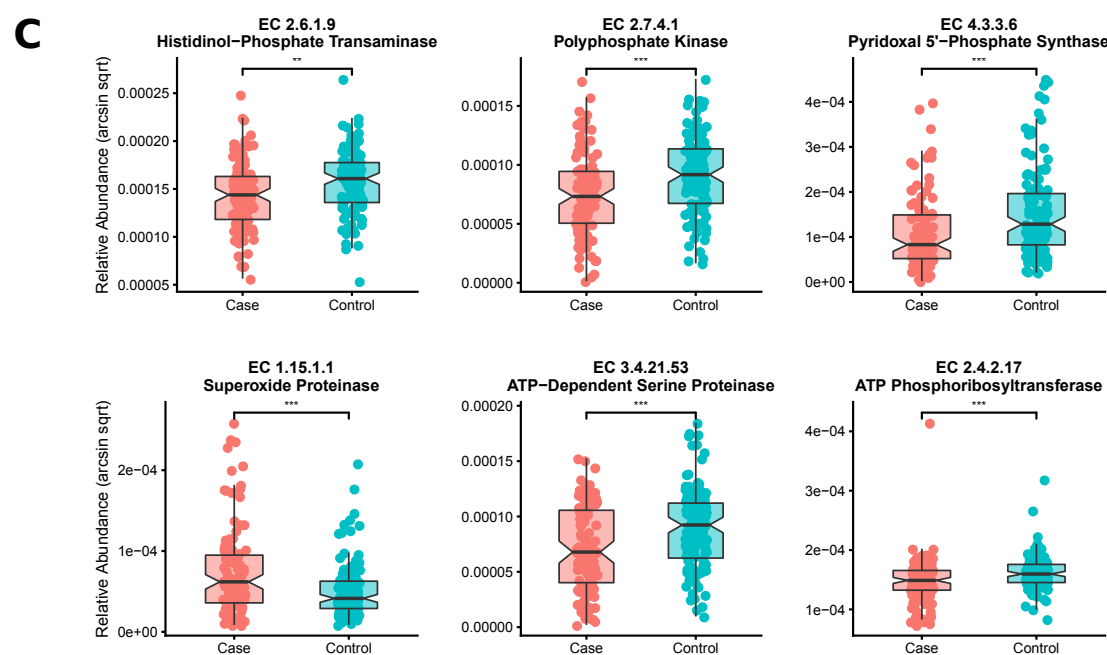 C
EC 2.6.1.9
Histidinol−Phosphate Transaminase
Relative Abundance (arcsin sqrt)
0.00025
0.00020
0.00015
0.00010
0.00005
**
Case
Control
EC 2.7.4.1
Polyphosphate Kinase
0.00015
0.00010
0.00005
0.00000
***
Case
Control
EC 4.3.3.6
Pyridoxal 5'−Phosphate Synthase
4e−04
3e−04
2e−04
1e−04
0e+00
***
Case
Control
EC 1.15.1.1
Superoxide Proteinase
Relative Abundance (arcsin sqrt)
2e−04
1e−04
0e+00
***
Case
Control
EC 3.4.21.53
ATP−Dependent Serine Proteinase
0.00020
0.00015
0.00010
0.00005
0.00000
***
Case
Control
EC 2.4.2.17
ATP Phosphoribosyltransferase
4e−04
3e−04
2e−04
1e−04
***
Case
Control